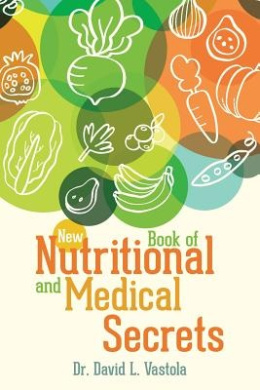 New Book of
Nutritional
and Medical
Secrets
Dr. David L. Vastola